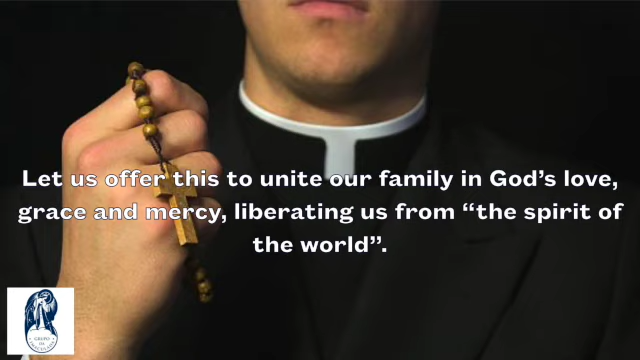 Let us offer this to unite our family in God’s love,
grace and mercy, liberating us from “the spirit of
the world”.
GRUPO